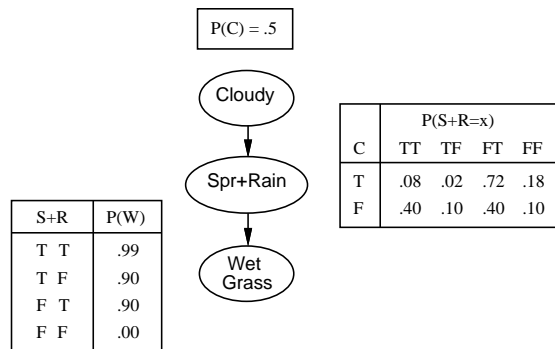 P(C) = .5
Cloudy
Spr+Rain
Wet
Grass
P(S+R=x)
C TT TF FT FF
T .08 .02 .72 .18
F .40 .10 .40 .10
S+R P(W)
T T .99
T F .90
F T .90
F F .00